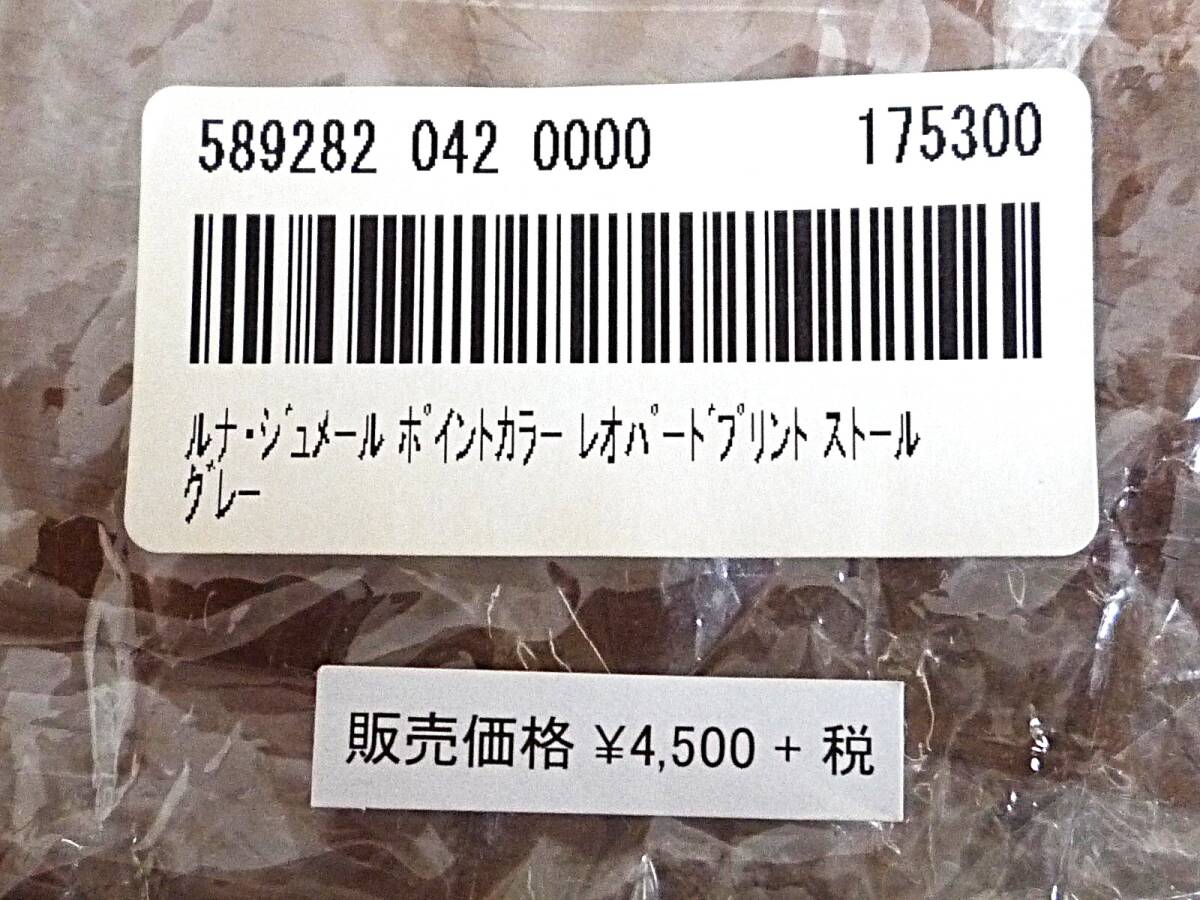 589282 042 0000 175300
ﾙﾅ･ｼﾞｭﾒｰﾙ ﾎﾟｲﾝﾄｶﾗｰ ﾚｵﾊﾟｰﾄﾞﾌﾟﾘﾝﾄ ｽﾄｰﾙ
ｸﾞﾚｰ
販売価格 ¥4,500 + 税